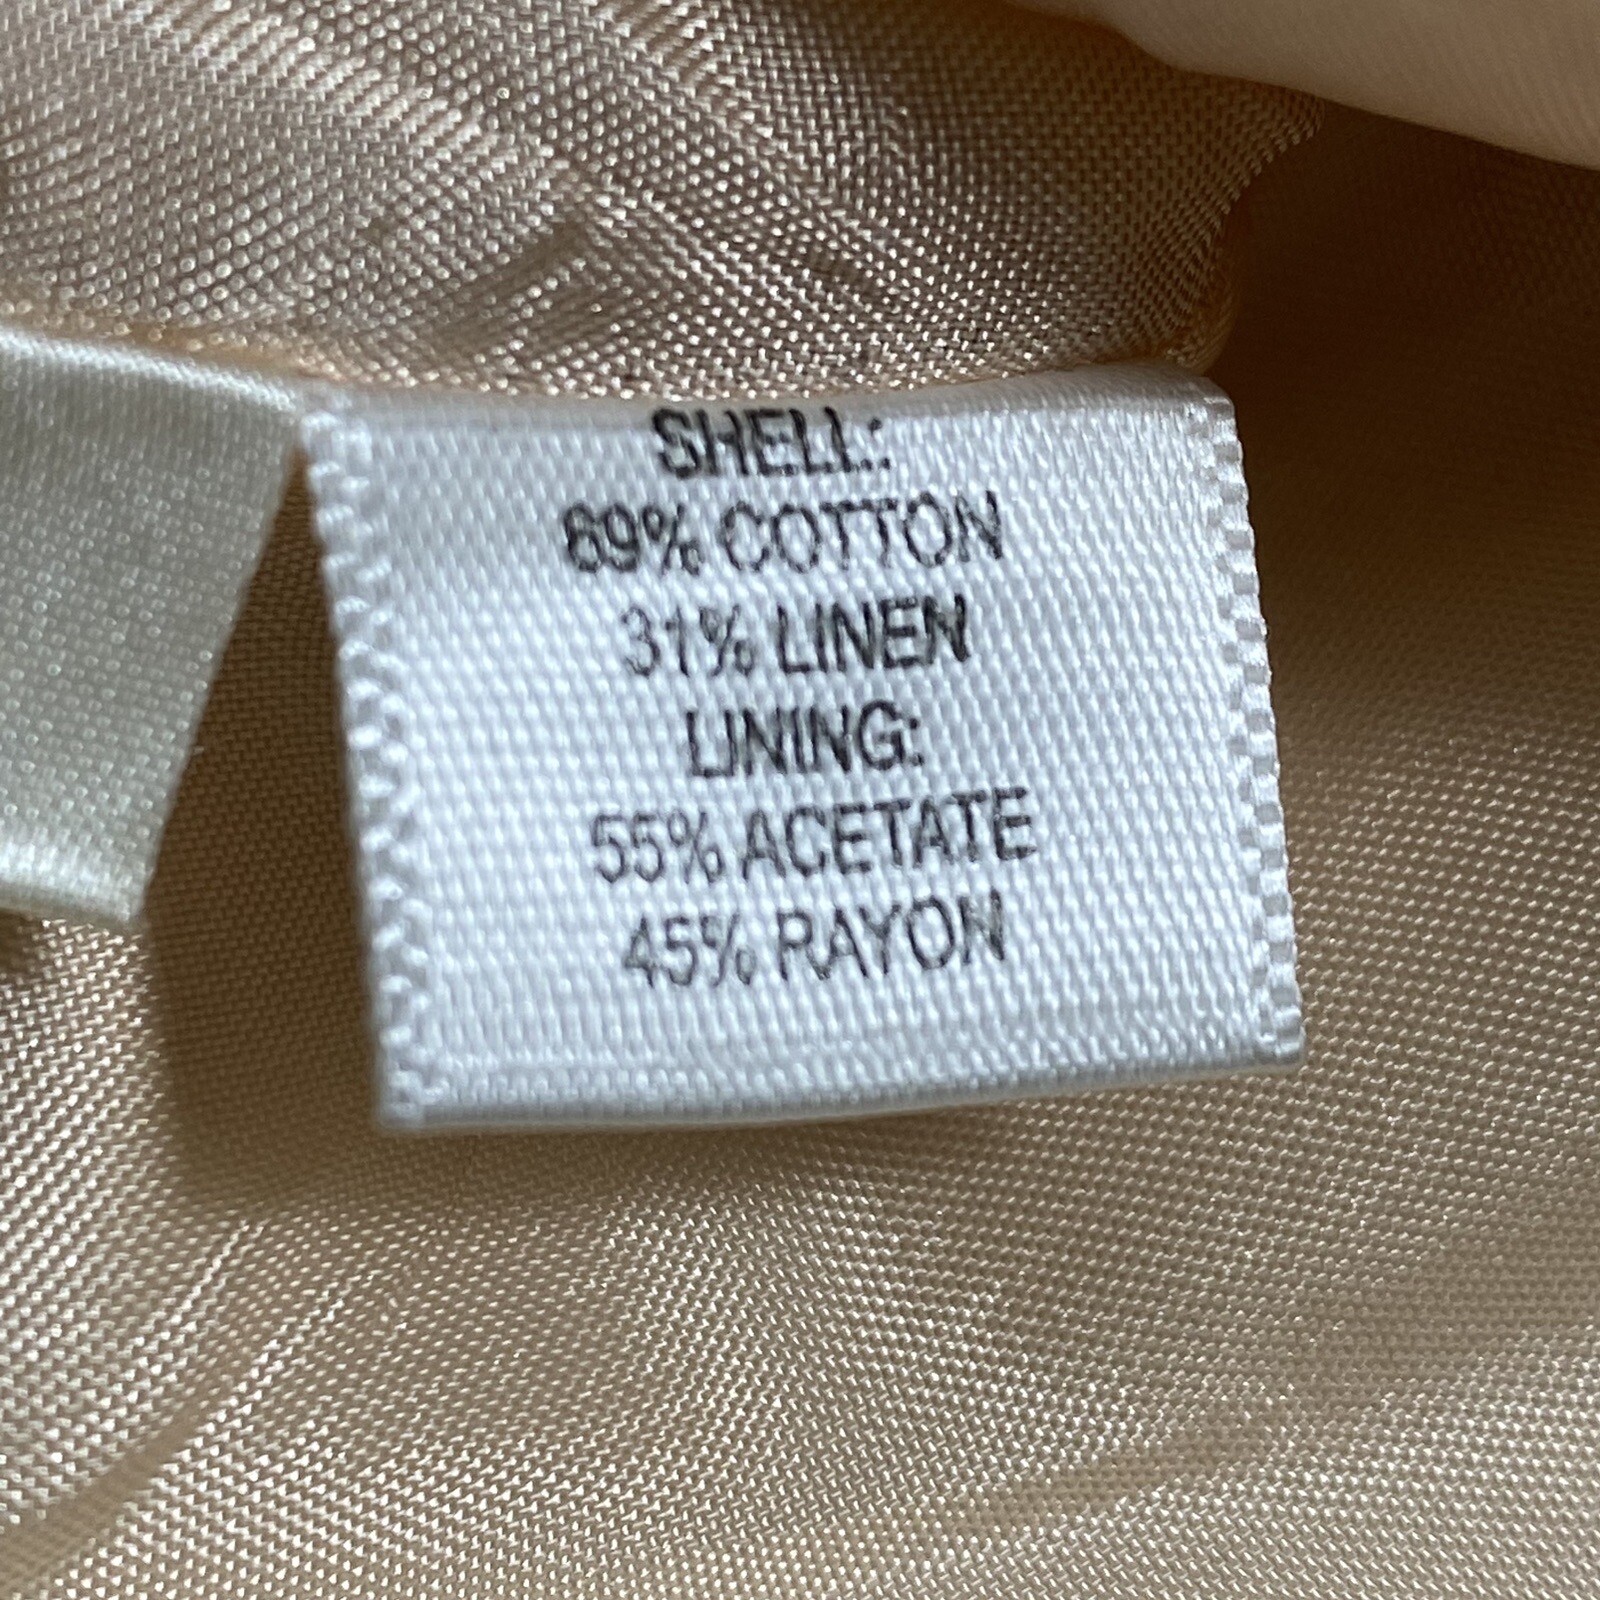 SHELL:
69% COTTON
31% LINEN
LINING:
55% ACETATE
45% RAYON